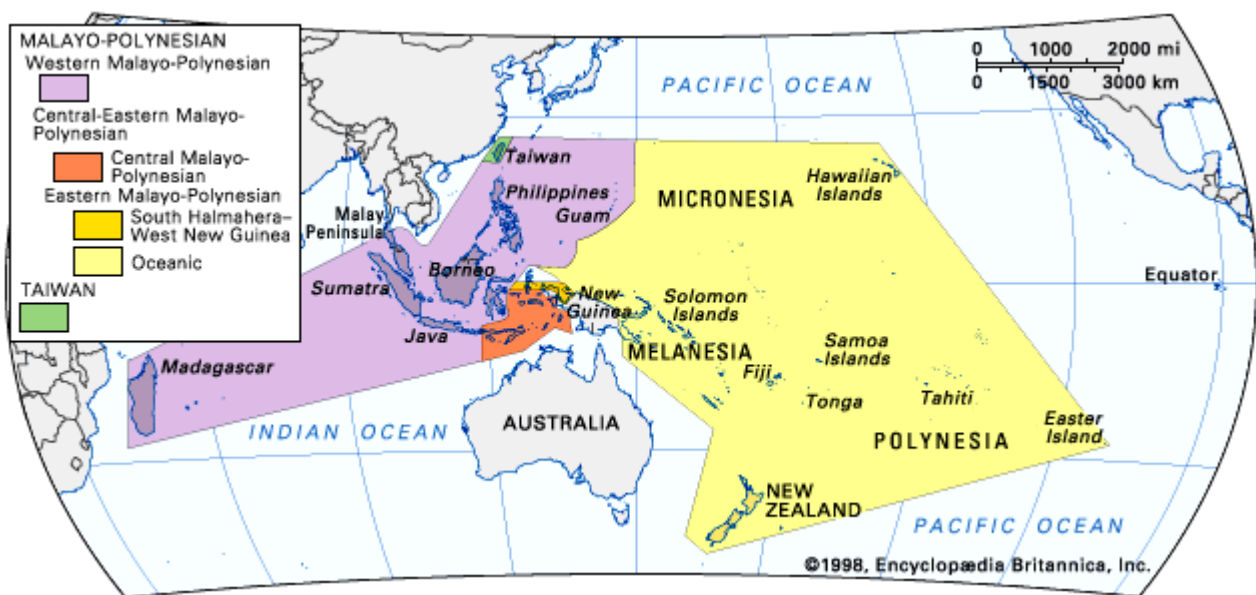 MALAYO-POLYNESIAN
Western Malayo-Polynesian
Central-Eastern Malayo-
Polynesian
Central Malayo-
Polynesian
Eastern Malayo-Polynesian
South Halmahera–
West New Guinea
Oceanic
TAIWAN
0 1000 2000 mi
0 1500 3000 km
PACIFIC OCEAN
Taiwan
Philippines
Guam
MICRONESIA
Hawaiian
Islands
Malay
Peninsula
Borneo
Sumatra
Java
New
Guinea
Solomon
Islands
Equator
MELANESIA
Samoa
Islands
Fiji
Tonga
Tahiti
Easter
Island
Madagascar
INDIAN OCEAN
AUSTRALIA
POLYNESIA
NEW
ZEALAND
PACIFIC OCEAN
©1998, Encyclopædia Britannica, Inc.